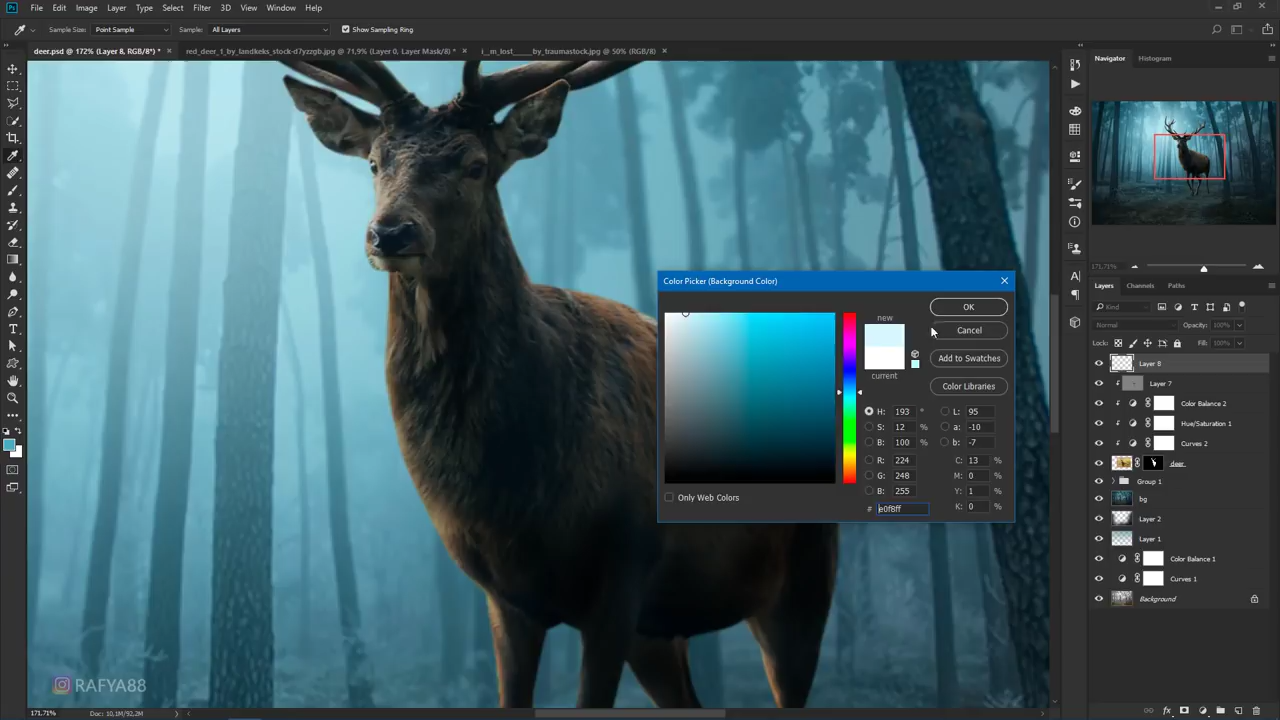 Ps File Edit Image Layer Type Select Filter 3D View Window Help
Sample Size: Point Sample Sample: All Layers Show Sampling Ring
deer.psd @ 172% (Layer 8, RGB/8*) * × red_deer_1_by_landkeks_stock-d7yzzgb.jpg @ 71,9% (Layer 0, Layer Mask/8) * × i__m_lost_____by_traumastock.jpg @ 50% (RGB/8) ×
Navigator Histogram
171,71%
Color Picker (Background Color)
new
current
OK
Cancel
Add to Swatches
Color Libraries
H: 193 ° L: 95
S: 12 % a: -10
B: 100 % b: -7
R: 224 C: 13 %
G: 248 M: 0 %
B: 255 Y: 1 %
# e0f8ff K: 0 %
Only Web Colors
Layers Channels Paths
Kind
Normal Opacity: 100%
Lock: Fill: 100%
Layer 8
Layer 7
Color Balance 2
Hue/Saturation 1
Curves 2
deer
Group 1
bg
Layer 2
Layer 1
Color Balance 1
Curves 1
Background
RAFYA88
171,71% Doc: 10,1M/92,2M